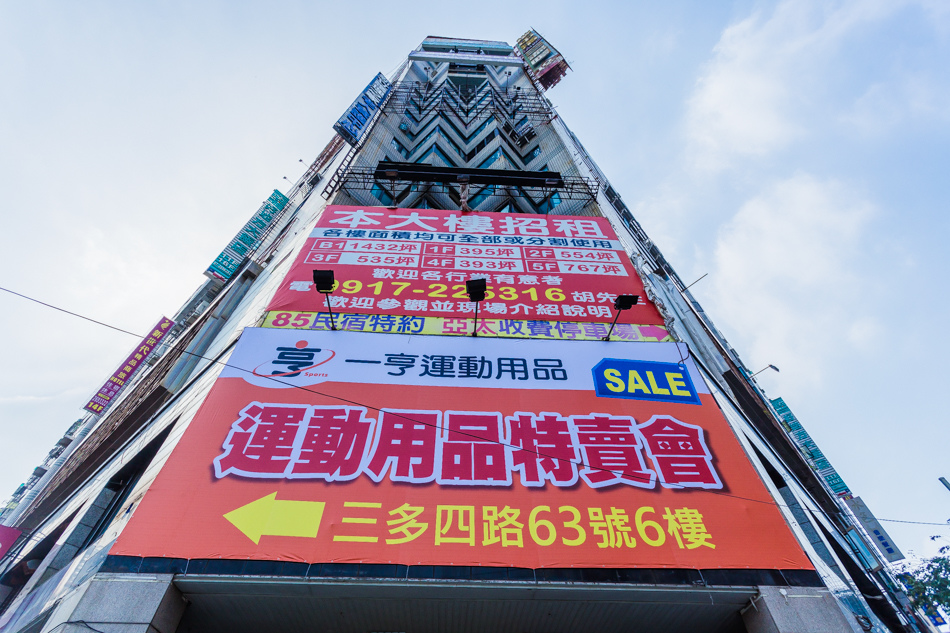 本大樓招租
各樓面積均可全部或分割使用
B1 1432坪 1F 395坪 2F 554坪
3F 535坪 4F 393坪 5F 767坪
歡迎各行業有意者
電 0917-225316 胡先
歡迎參觀並現場介紹說明
85民宿特約 亞太收費停車場
亨 Sports 一亨運動用品 SALE
運動用品特賣會
三多四路63號6樓